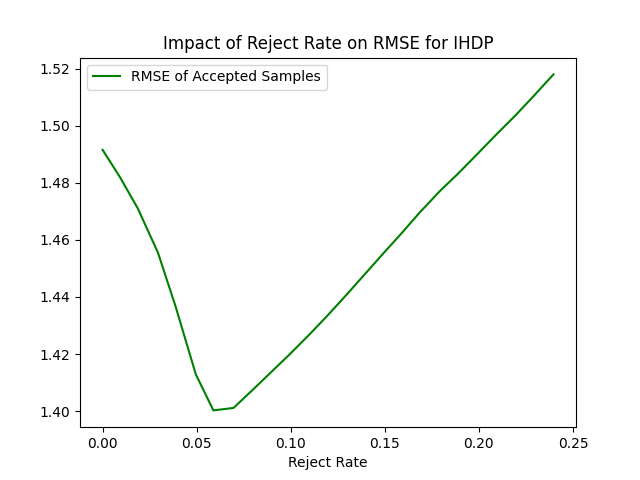 Impact of Reject Rate on RMSE for IHDP
RMSE of Accepted Samples
1.52
1.50
1.48
1.46
1.44
1.42
1.40
0.00 0.05 0.10 0.15 0.20 0.25
Reject Rate